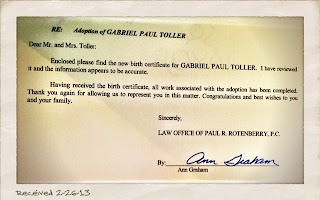 RE: Adoption of GABRIEL PAUL TOLLER
Dear Mr. and Mrs. Toller:
Enclosed please find the new birth certificate for GABRIEL PAUL TOLLER. I have reviewed
it and the information appears to be accurate.
Having received the birth certificate, all work associated with the adoption has been completed.
Thank you again for allowing us to represent you in this matter. Congratulations and best wishes to you
and your family.
Sincerely,
LAW OFFICE OF PAUL R. ROTENBERRY, P.C.
By: Ann Graham
Ann Graham
Received 2-26-13